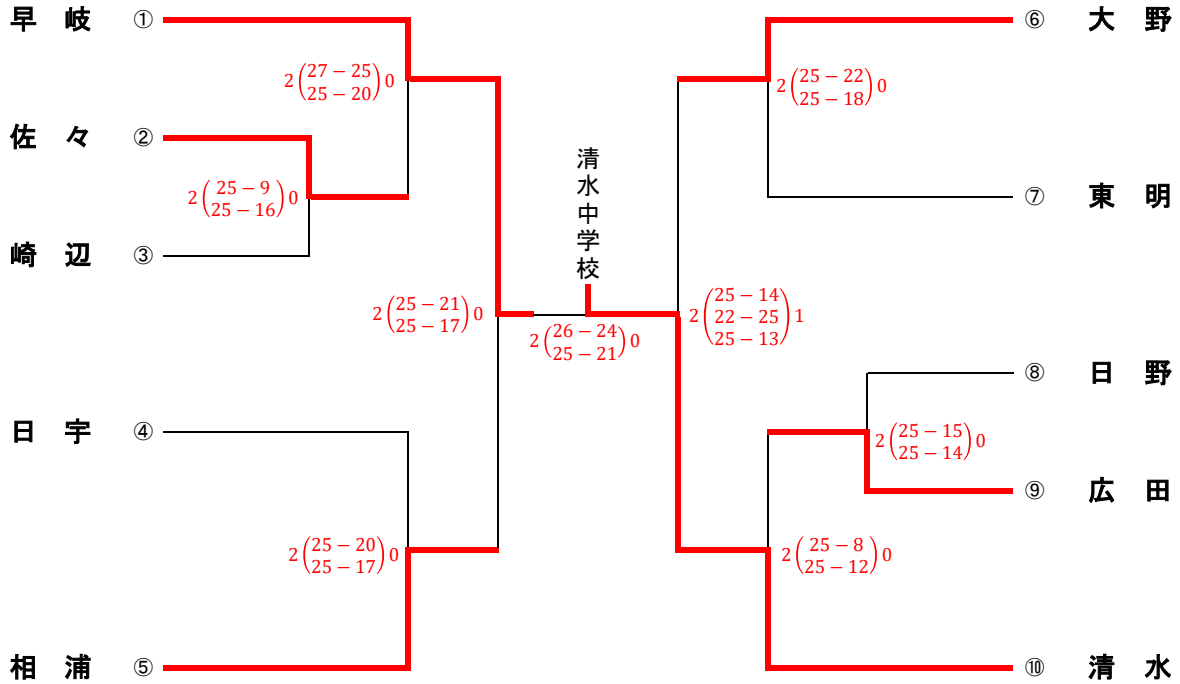 早 岐 ①
2(27 − 25
25 − 20)0
佐 々 ②
2(25 − 9
25 − 16)0
崎 辺 ③
2(25 − 21
25 − 17)0
日 宇 ④
2(25 − 20
25 − 17)0
相 浦 ⑤
清水中学校
2(26 − 24
25 − 21)0
⑥ 大 野
2(25 − 22
25 − 18)0
⑦ 東 明
2(25 − 14
22 − 25
25 − 13)1
⑧ 日 野
2(25 − 15
25 − 14)0
⑨ 広 田
2(25 − 8
25 − 12)0
⑩ 清 水